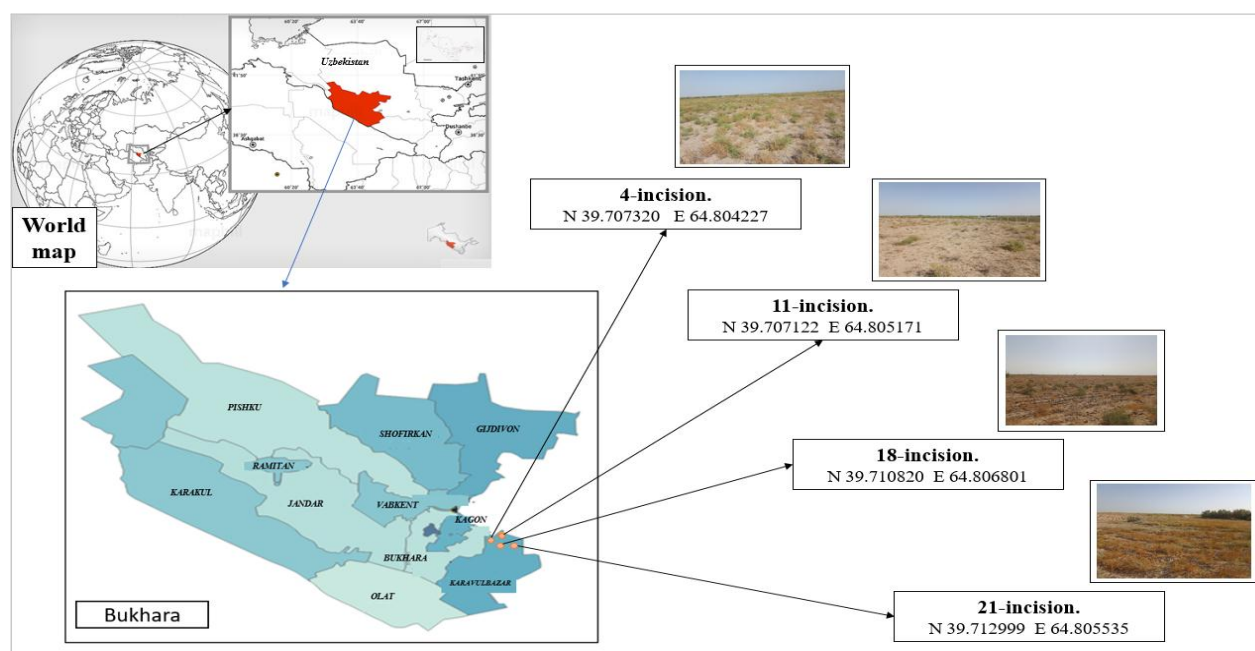 Uzbekistan
Tashkent
Dushanbe
World
map
4-incision.
N 39.707320 E 64.804227
11-incision.
N 39.707122 E 64.805171
18-incision.
N 39.710820 E 64.806801
21-incision.
N 39.712999 E 64.805535
PISHKU
SHOFIRKAN
GIJDIVON
RAMITAN
KARAKUL
JANDAR
VABKENT
KAGON
BUKHARA
KARAVULBAZAR
OLAT
Bukhara